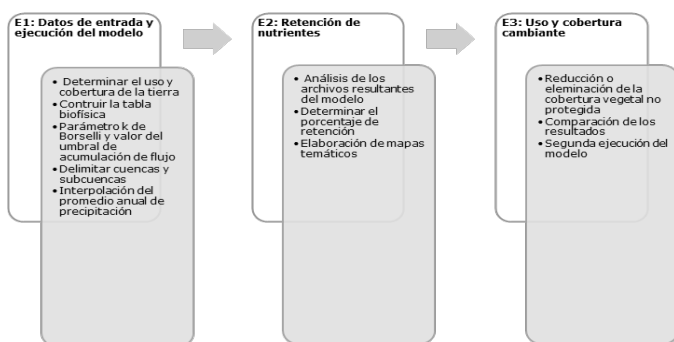 E1: Datos de entrada y
ejecución del modelo
• Determinar el uso y
cobertura de la tierra
• Contruir la tabla
biofísica
• Parámetro k de
Borselli y valor del
umbral de
acumulación de flujo
• Delimitar cuencas y
subcuencas
• Interpolación del
promedio anual de
precipitación
E2: Retención de
nutrientes
• Análisis de los
archivos resultantes
del modelo
• Determinar el
porcentaje de
retención
• Elaboración de mapas
temáticos
E3: Uso y cobertura
cambiante
• Reducción o
eleminación de la
cobertura vegetal no
protegida
• Comparación de los
resultados
• Segunda ejecución del
modelo